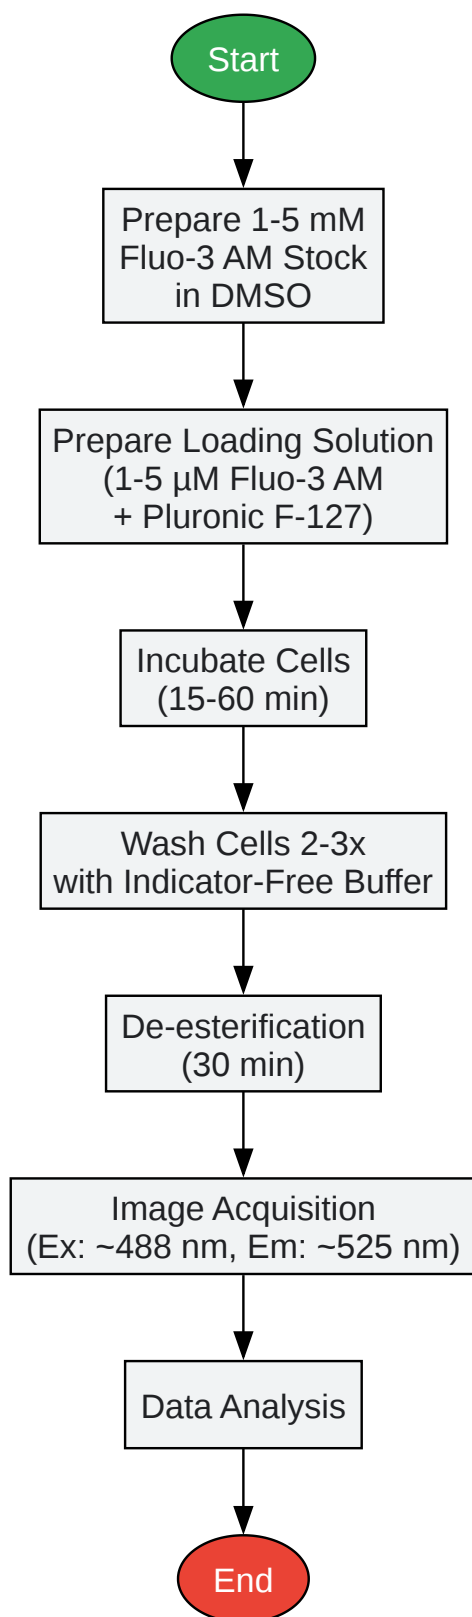 Start
Prepare 1-5 mM
Fluo-3 AM Stock
in DMSO
Prepare Loading Solution
(1-5 µM Fluo-3 AM
+ Pluronic F-127)
Incubate Cells
(15-60 min)
Wash Cells 2-3x
with Indicator-Free Buffer
De-esterification
(30 min)
Image Acquisition
(Ex: ~488 nm, Em: ~525 nm)
Data Analysis
End